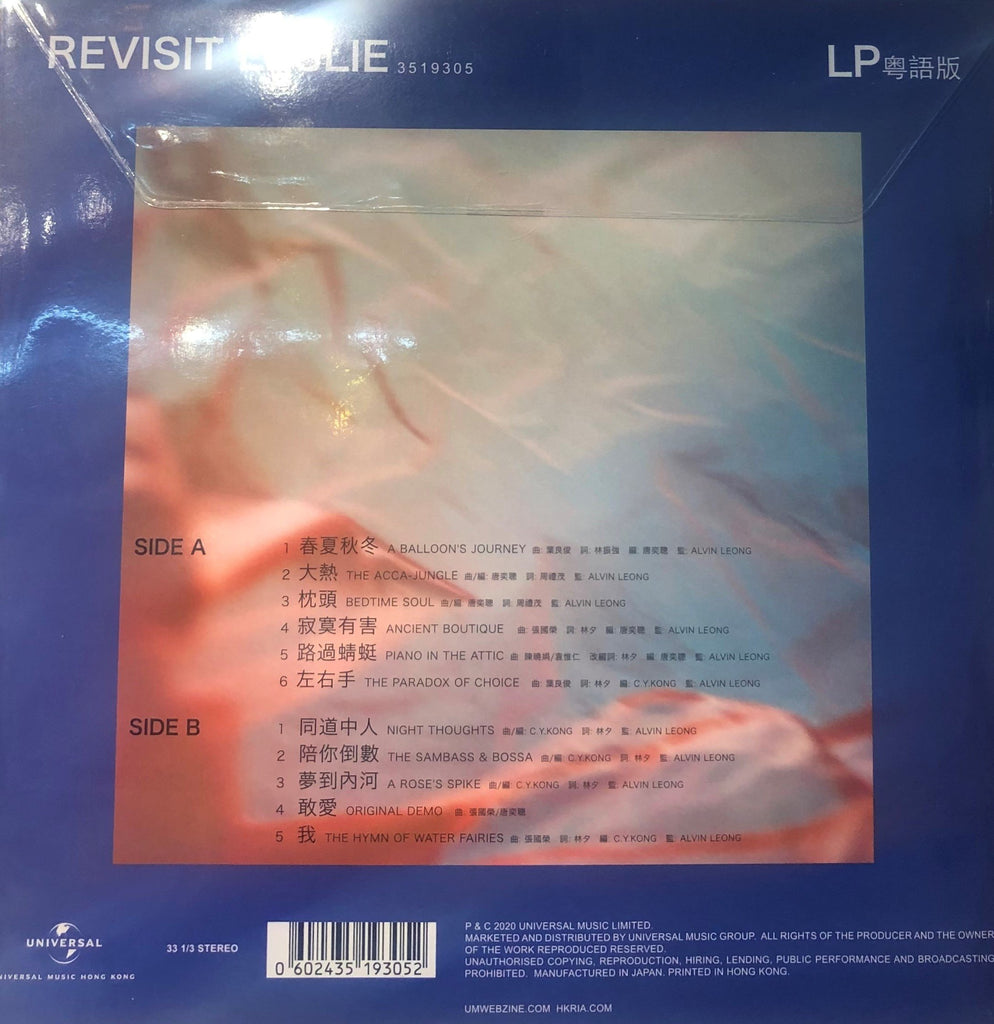 REVISIT LESLIE 3519305
LP粵語版
SIDE A
1 春夏秋冬 A BALLOON'S JOURNEY 曲: 葉良俊 詞: 林振強 編: 唐奕聰 監: ALVIN LEONG
2 大熱 THE ACCA-JUNGLE 曲/編: 唐奕聰 詞: 周禮茂 監: ALVIN LEONG
3 枕頭 BEDTIME SOUL 曲/編: 唐奕聰 詞: 周禮茂 監: ALVIN LEONG
4 寂寞有害 ANCIENT BOUTIQUE 曲: 張國榮 詞: 林夕 編: 唐奕聰 監: ALVIN LEONG
5 路過蜻蜓 PIANO IN THE ATTIC 曲: 陳曉娟/袁惟仁 改編詞: 林夕 編: 唐奕聰 監: ALVIN LEONG
6 左右手 THE PARADOX OF CHOICE 曲: 葉良俊 詞: 林夕 編: C.Y.KONG 監: ALVIN LEONG
SIDE B
1 同道中人 NIGHT THOUGHTS 曲/編: C.Y.KONG 詞: 林夕 監: ALVIN LEONG
2 陪你倒數 THE SAMBASS & BOSSA 曲/編: C.Y.KONG 詞: 林夕 監: ALVIN LEONG
3 夢到內河 A ROSE'S SPIKE 曲/編: C.Y.KONG 詞: 林夕 監: ALVIN LEONG
4 敢愛 ORIGINAL DEMO 曲: 張國榮/唐奕聰
5 我 THE HYMN OF WATER FAIRIES 曲: 張國榮 詞: 林夕 編: C.Y.KONG 監: ALVIN LEONG
UNIVERSAL
UNIVERSAL MUSIC HONG KONG
33 1/3 STEREO
0 602435 193052
P & C 2020 UNIVERSAL MUSIC LIMITED.
MARKETED AND DISTRIBUTED BY UNIVERSAL MUSIC GROUP. ALL RIGHTS OF THE PRODUCER AND THE OWNER
OF THE WORK REPRODUCED RESERVED.
UNAUTHORISED COPYING, REPRODUCTION, HIRING, LENDING, PUBLIC PERFORMANCE AND BROADCASTING
PROHIBITED. MANUFACTURED IN JAPAN. PRINTED IN HONG KONG.
UMWEBZINE.COM HKRIA.COM